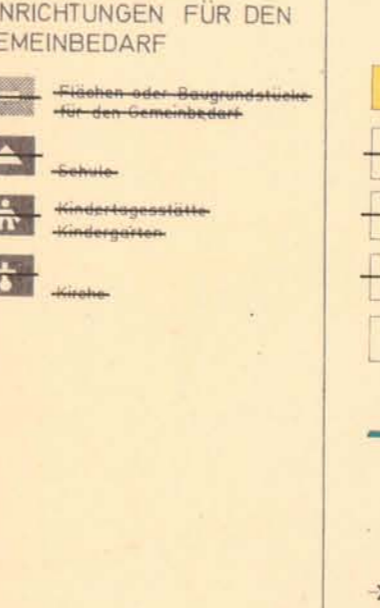 NRICHTUNGEN FÜR DEN
EMEINBEDARF
Flächen oder Baugrundstücke
für den Gemeinbedarf
Schule
Kindertagesstätte
Kindergarten
Kirche